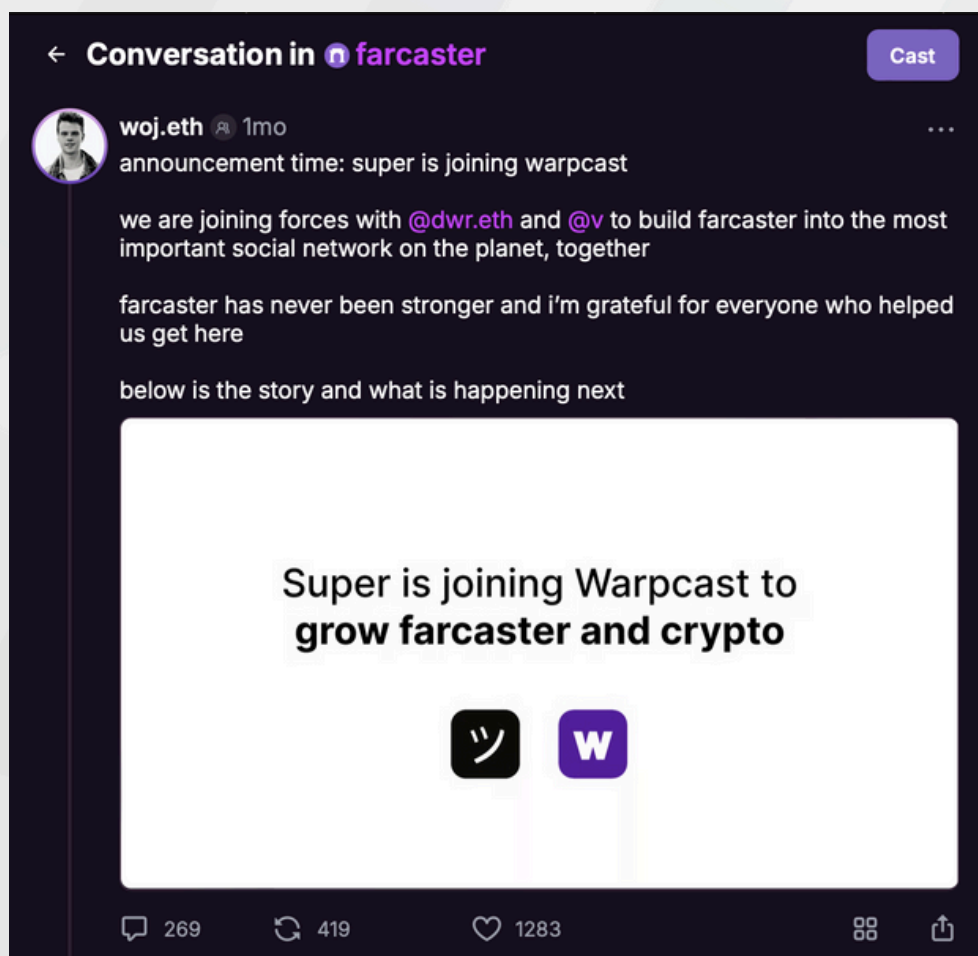 Conversation in farcaster
Cast
woj.eth 1mo
announcement time: super is joining warpcast
we are joining forces with @dwr.eth and @v to build farcaster into the most
important social network on the planet, together
farcaster has never been stronger and i'm grateful for everyone who helped
us get here
below is the story and what is happening next
Super is joining Warpcast to
grow farcaster and crypto
ツ W
269 419 1283